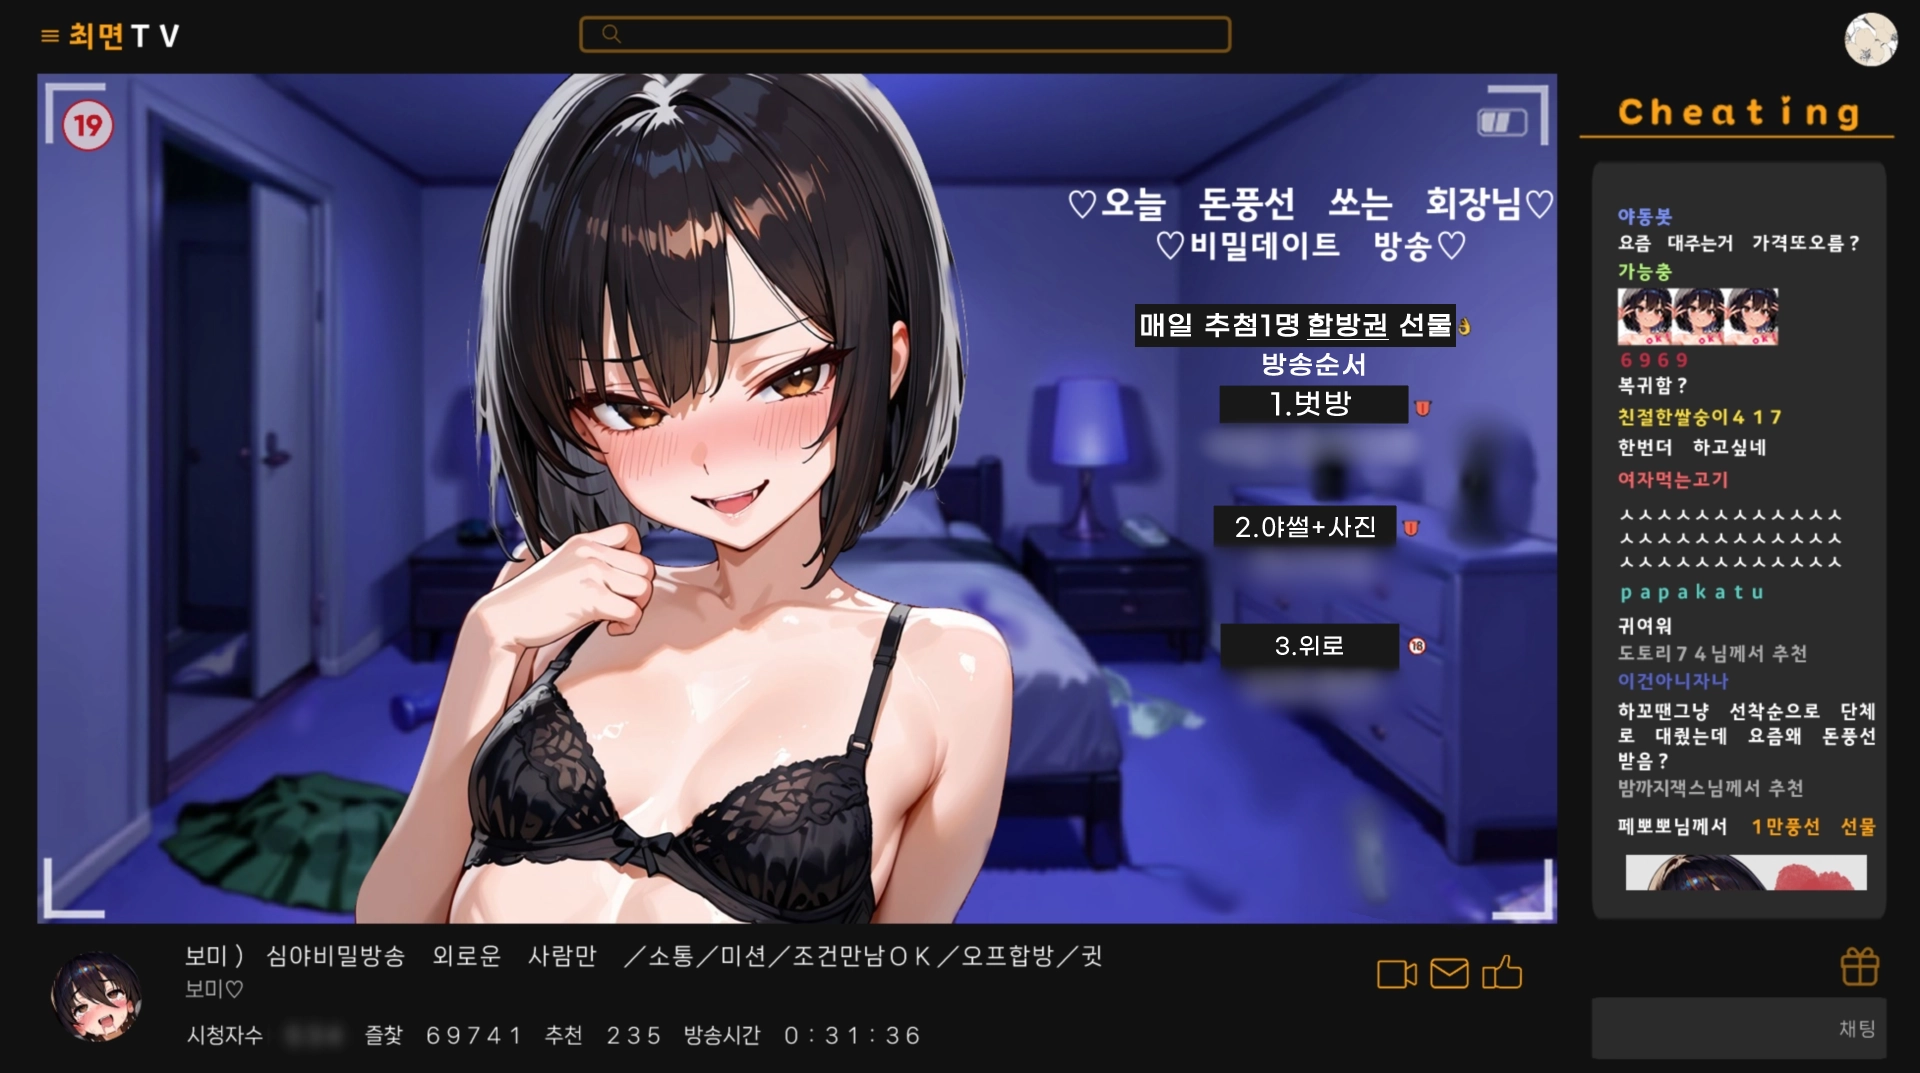 최면TV
19
♡오늘 돈풍선 쏘는 회장님♡
♡비밀데이트 방송♡
매일 추첨1명 합방권 선물👌
방송순서
1.벗방
2.야썰+사진
3.위로 🔞
Cheating
야동봇
요즘 대주는거 가격또오름?
가능충
6969
복귀함?
친절한쌀숭이417
한번더 하고싶네
여자먹는고기
ㅅㅅㅅㅅㅅㅅㅅㅅㅅㅅㅅㅅ
ㅅㅅㅅㅅㅅㅅㅅㅅㅅㅅㅅㅅ
ㅅㅅㅅㅅㅅㅅㅅㅅㅅㅅㅅㅅ
papakatu
귀여워
도토리74님께서 추천
이건아니자나
하꼬땐그냥 선착순으로 단체
로 대줬는데 요즘왜 돈풍선
받음?
밤까지잭스님께서 추천
페뽀뽀님께서 1만풍선 선물
보미) 심야비밀방송 외로운 사람만 /소통/미션/조건만남OK/오프합방/귓
보미♡
시청자수 즐찾 69741 추천 235 방송시간 0:31:36
채팅